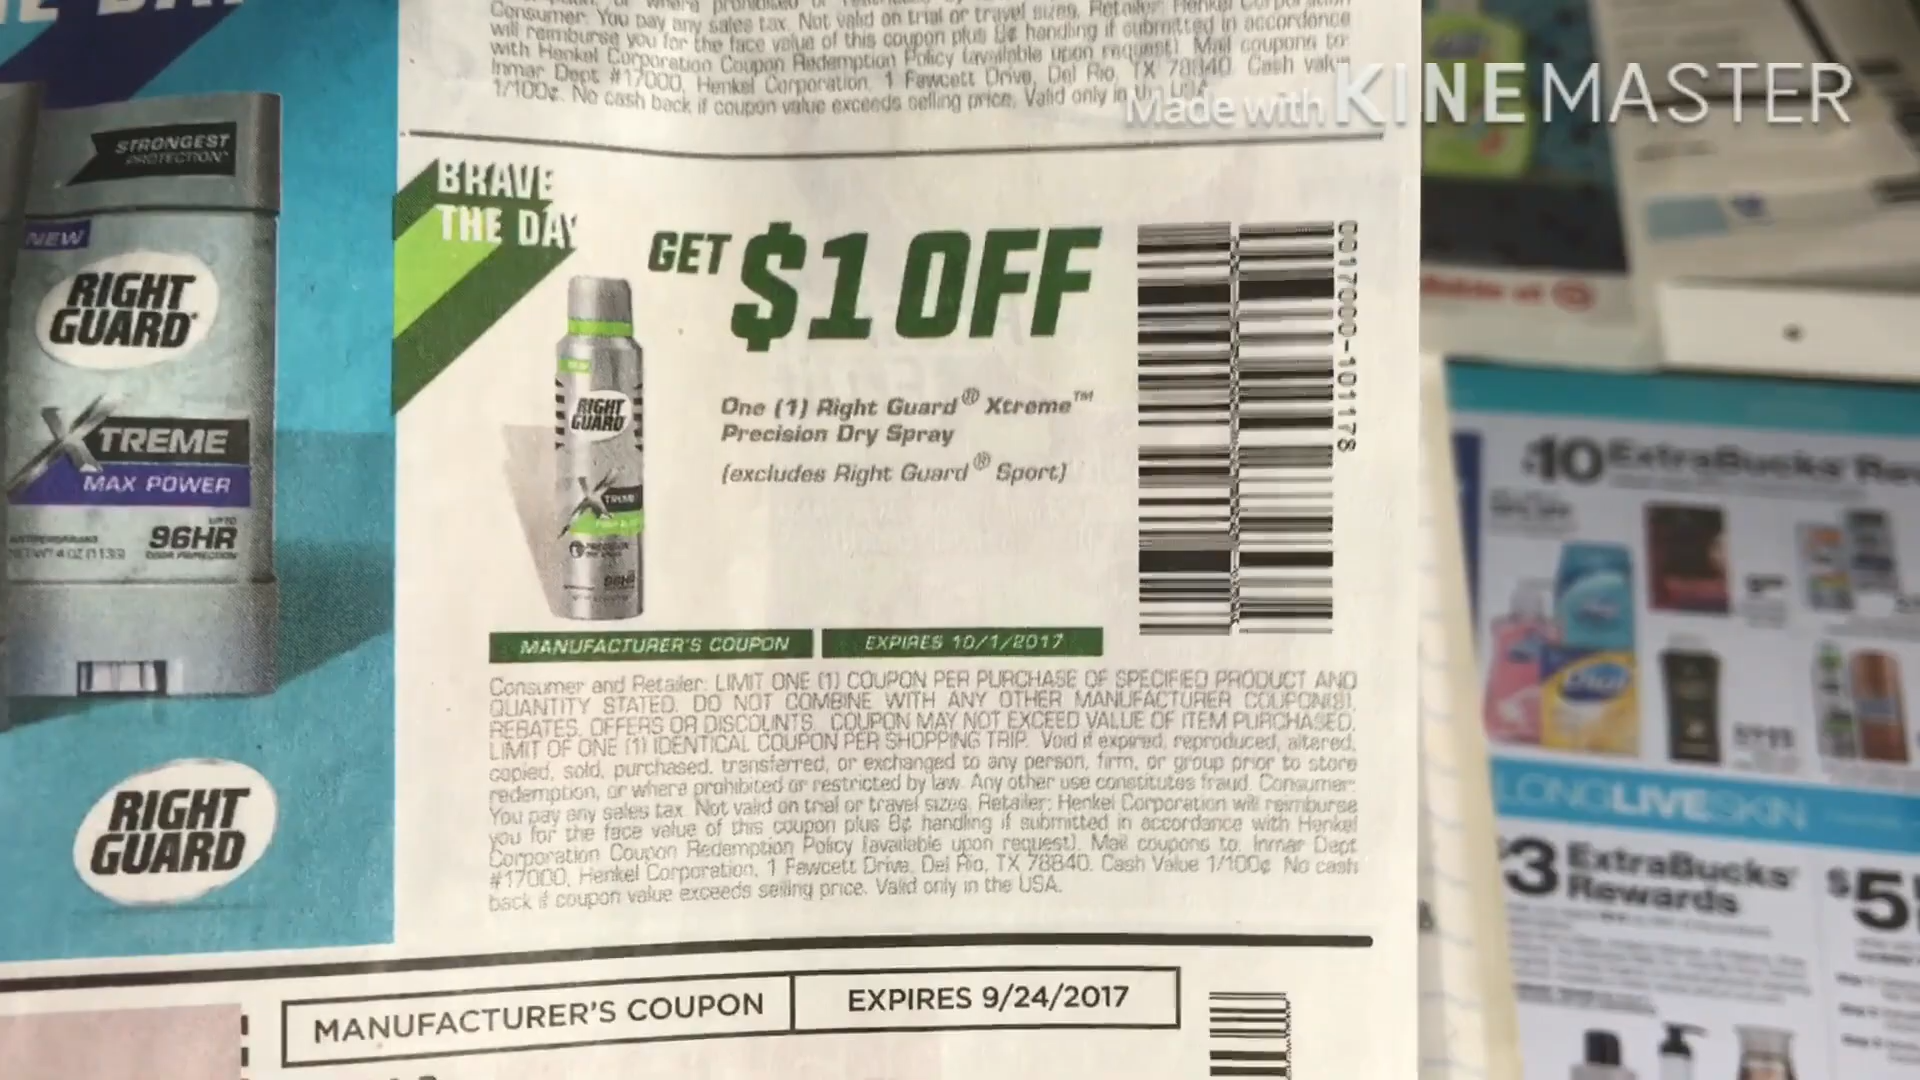 Consumer: You pay any sales tax. Not valid on trial or travel sizes. Retailer: Henkel Corporation
will reimburse you for the face value of this coupon plus 8¢ handling if submitted in accordance
with Henkel Corporation Coupon Redemption Policy (available upon request). Mail coupons to:
Inmar Dept #17000, Henkel Corporation, 1 Fawcett Drive, Del Rio, TX 78840. Cash value
1/100¢. No cash back if coupon value exceeds selling price. Valid only in
Made with KINEMASTER
STRONGEST
PROTECTION*
NEW
RIGHT
GUARD
XTREME
MAX POWER
UP TO
96HR
BRAVE
THE DAY
GET $1 OFF
One (1) Right Guard® Xtreme™
Precision Dry Spray
(excludes Right Guard® Sport)
RIGHT
GUARD
XTREME
96HR
0017000-101178
MANUFACTURER'S COUPON
EXPIRES 10/1/2017
Consumer and Retailer: LIMIT ONE (1) COUPON PER PURCHASE OF SPECIFIED PRODUCT AND
QUANTITY STATED. DO NOT COMBINE WITH ANY OTHER MANUFACTURER COUPON(S),
REBATES, OFFERS OR DISCOUNTS. COUPON MAY NOT EXCEED VALUE OF ITEM PURCHASED.
LIMIT OF ONE (1) IDENTICAL COUPON PER SHOPPING TRIP. Void if expired, reproduced, altered,
copied, sold, purchased, transferred, or exchanged to any person, firm, or group prior to store
redemption, or where prohibited or restricted by law. Any other use constitutes fraud. Consumer:
You pay any sales tax. Not valid on trial or travel sizes. Retailer: Henkel Corporation will reimburse
you for the face value of this coupon plus 8¢ handling if submitted in accordance with Henkel
Corporation Coupon Redemption Policy (available upon request). Mail coupons to: Inmar Dept
#17000, Henkel Corporation, 1 Fawcett Drive, Del Rio, TX 78840. Cash Value 1/100¢ No cash
back if coupon value exceeds selling price. Valid only in the USA.
RIGHT
GUARD
MANUFACTURER'S COUPON
EXPIRES 9/24/2017
$10 ExtraBucks
Dial
LONGLIVESKIN
$3 ExtraBucks
Rewards
$5